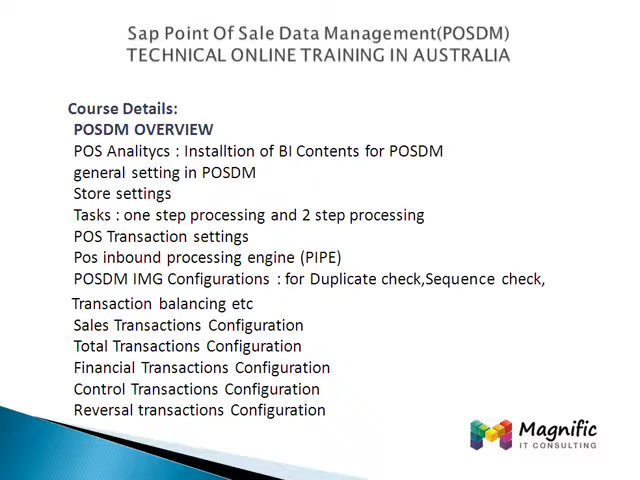 Sap Point Of Sale Data Management(POSDM)
TECHNICAL ONLINE TRAINING IN AUSTRALIA
Course Details:
POSDM OVERVIEW
POS Analitycs : Installtion of BI Contents for POSDM
general setting in POSDM
Store settings
Tasks : one step processing and 2 step processing
POS Transaction settings
Pos inbound processing engine (PIPE)
POSDM IMG Configurations : for Duplicate check,Sequence check,
Transaction balancing etc
Sales Transactions Configuration
Total Transactions Configuration
Financial Transactions Configuration
Control Transactions Configuration
Reversal transactions Configuration
Magnific
IT CONSULTING